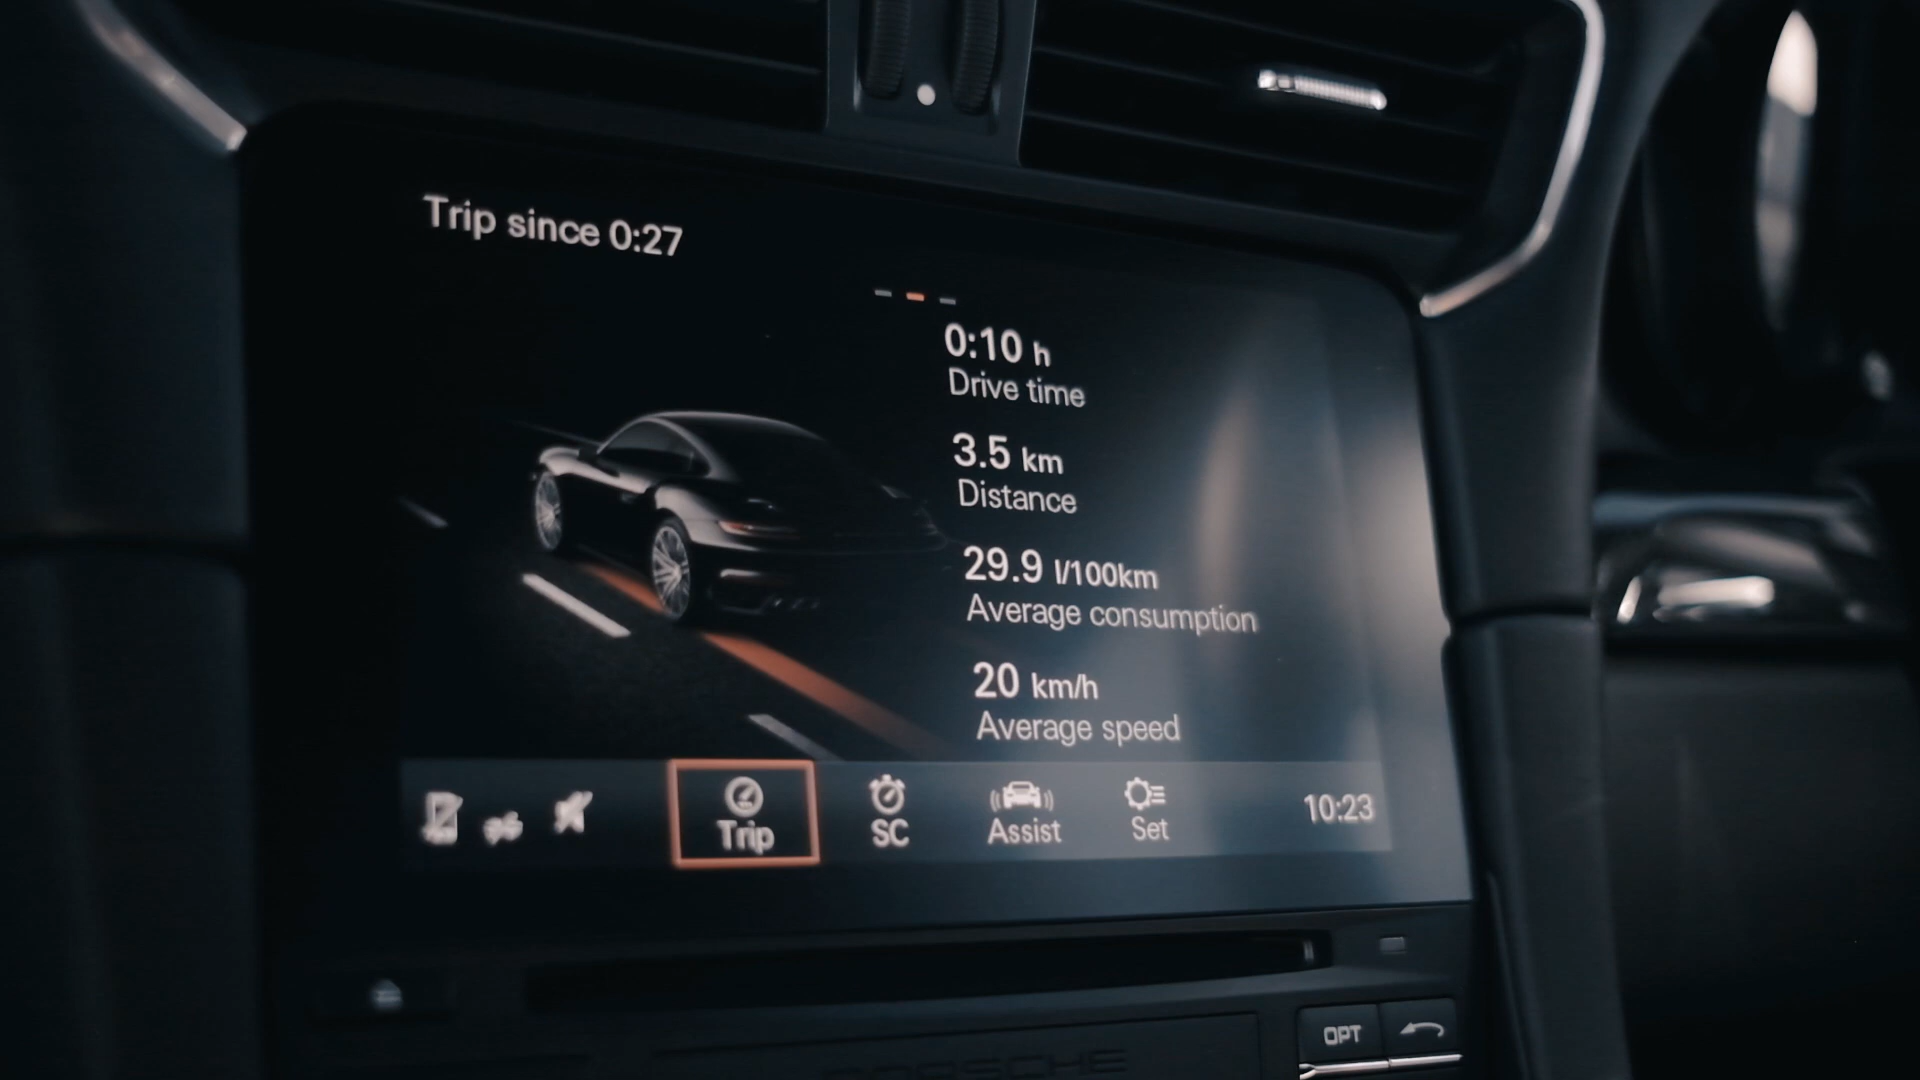 Trip since 0:27
0:10 h
Drive time
3.5 km
Distance
29.9 l/100km
Average consumption
20 km/h
Average speed
Trip
SC
Assist
Set
10:23
OPT
PORSCHE